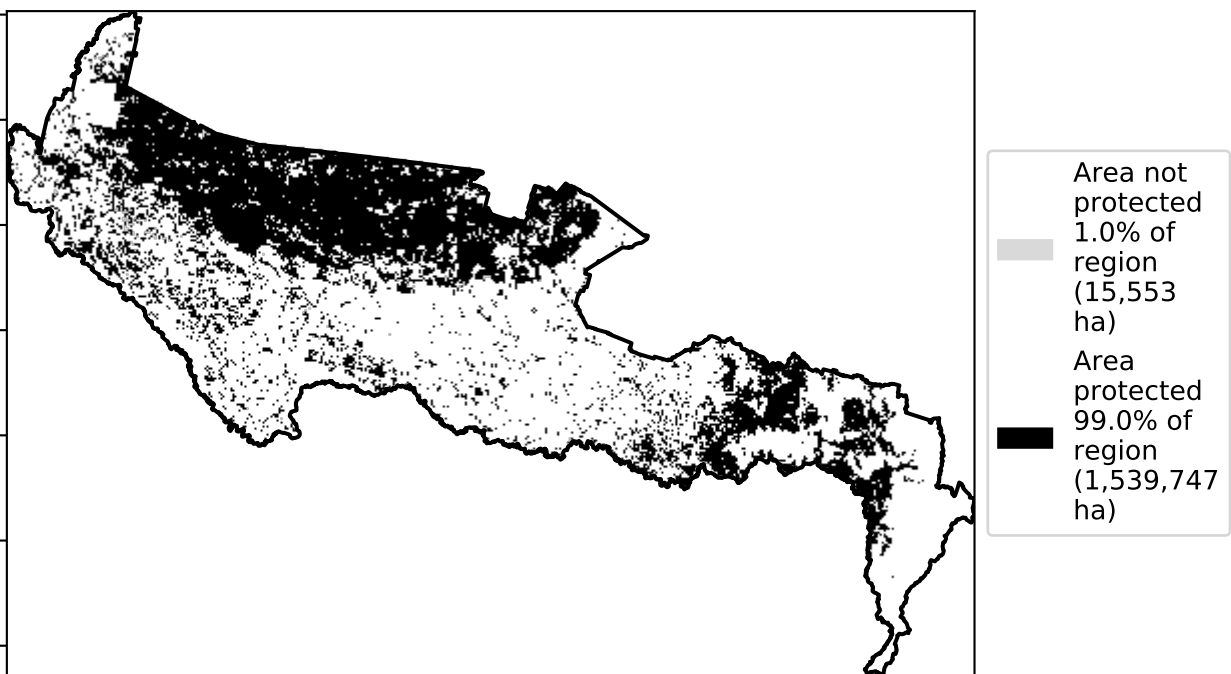 Area not
protected
1.0% of
region
(15,553
ha)
Area
protected
99.0% of
region
(1,539,747
ha)